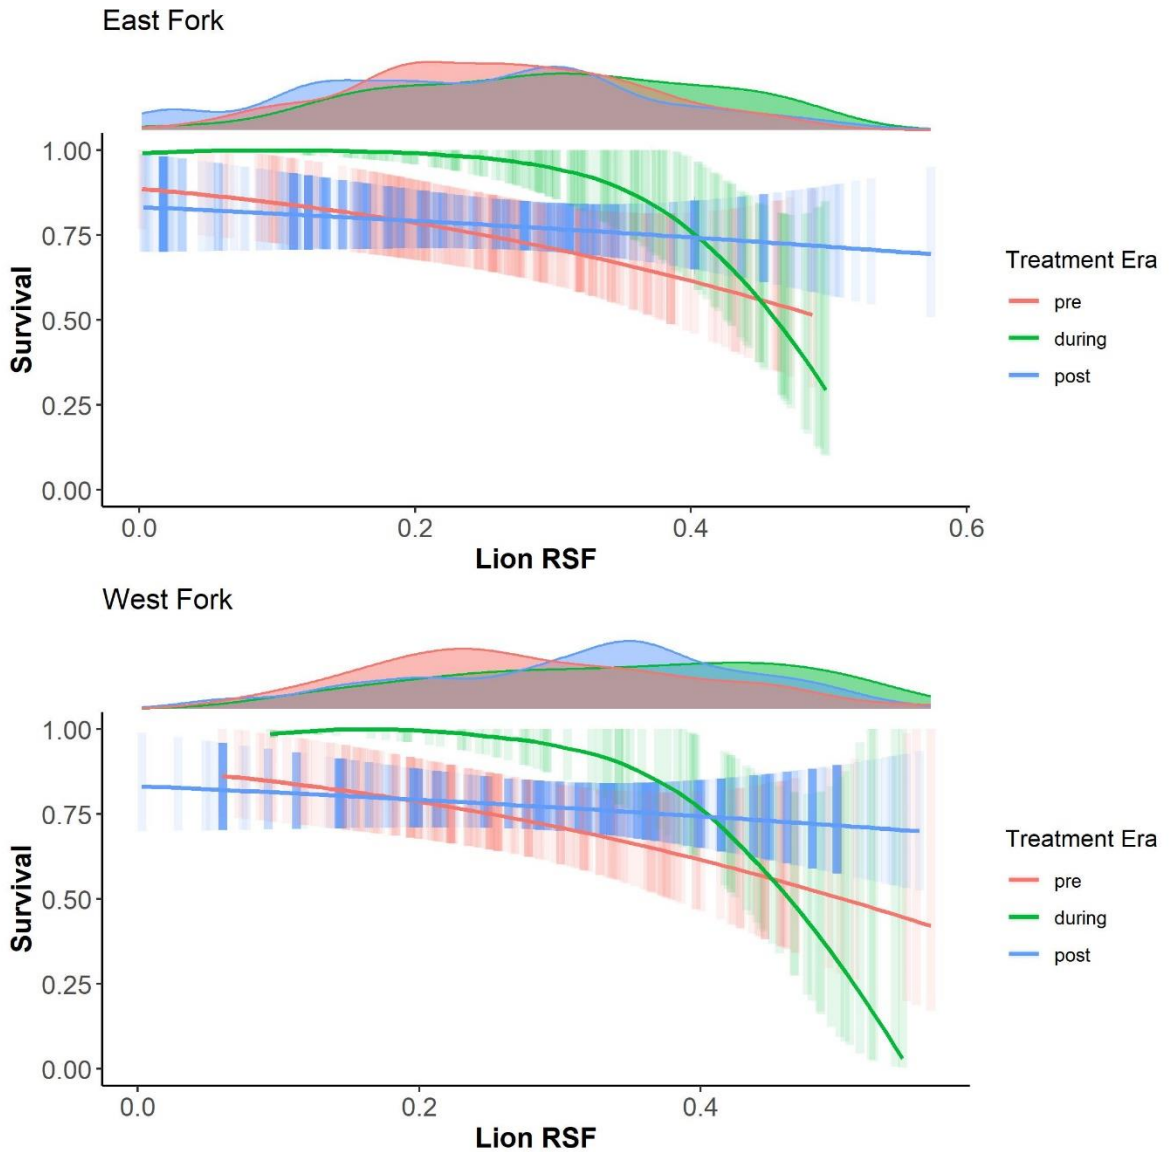 East Fork
1.00
0.75
0.50
0.25
0.00
Survival
0.0 0.2 0.4 0.6
Lion RSF
Treatment Era
pre
during
post
West Fork
1.00
0.75
0.50
0.25
0.00
Survival
0.0 0.2 0.4
Lion RSF
Treatment Era
pre
during
post